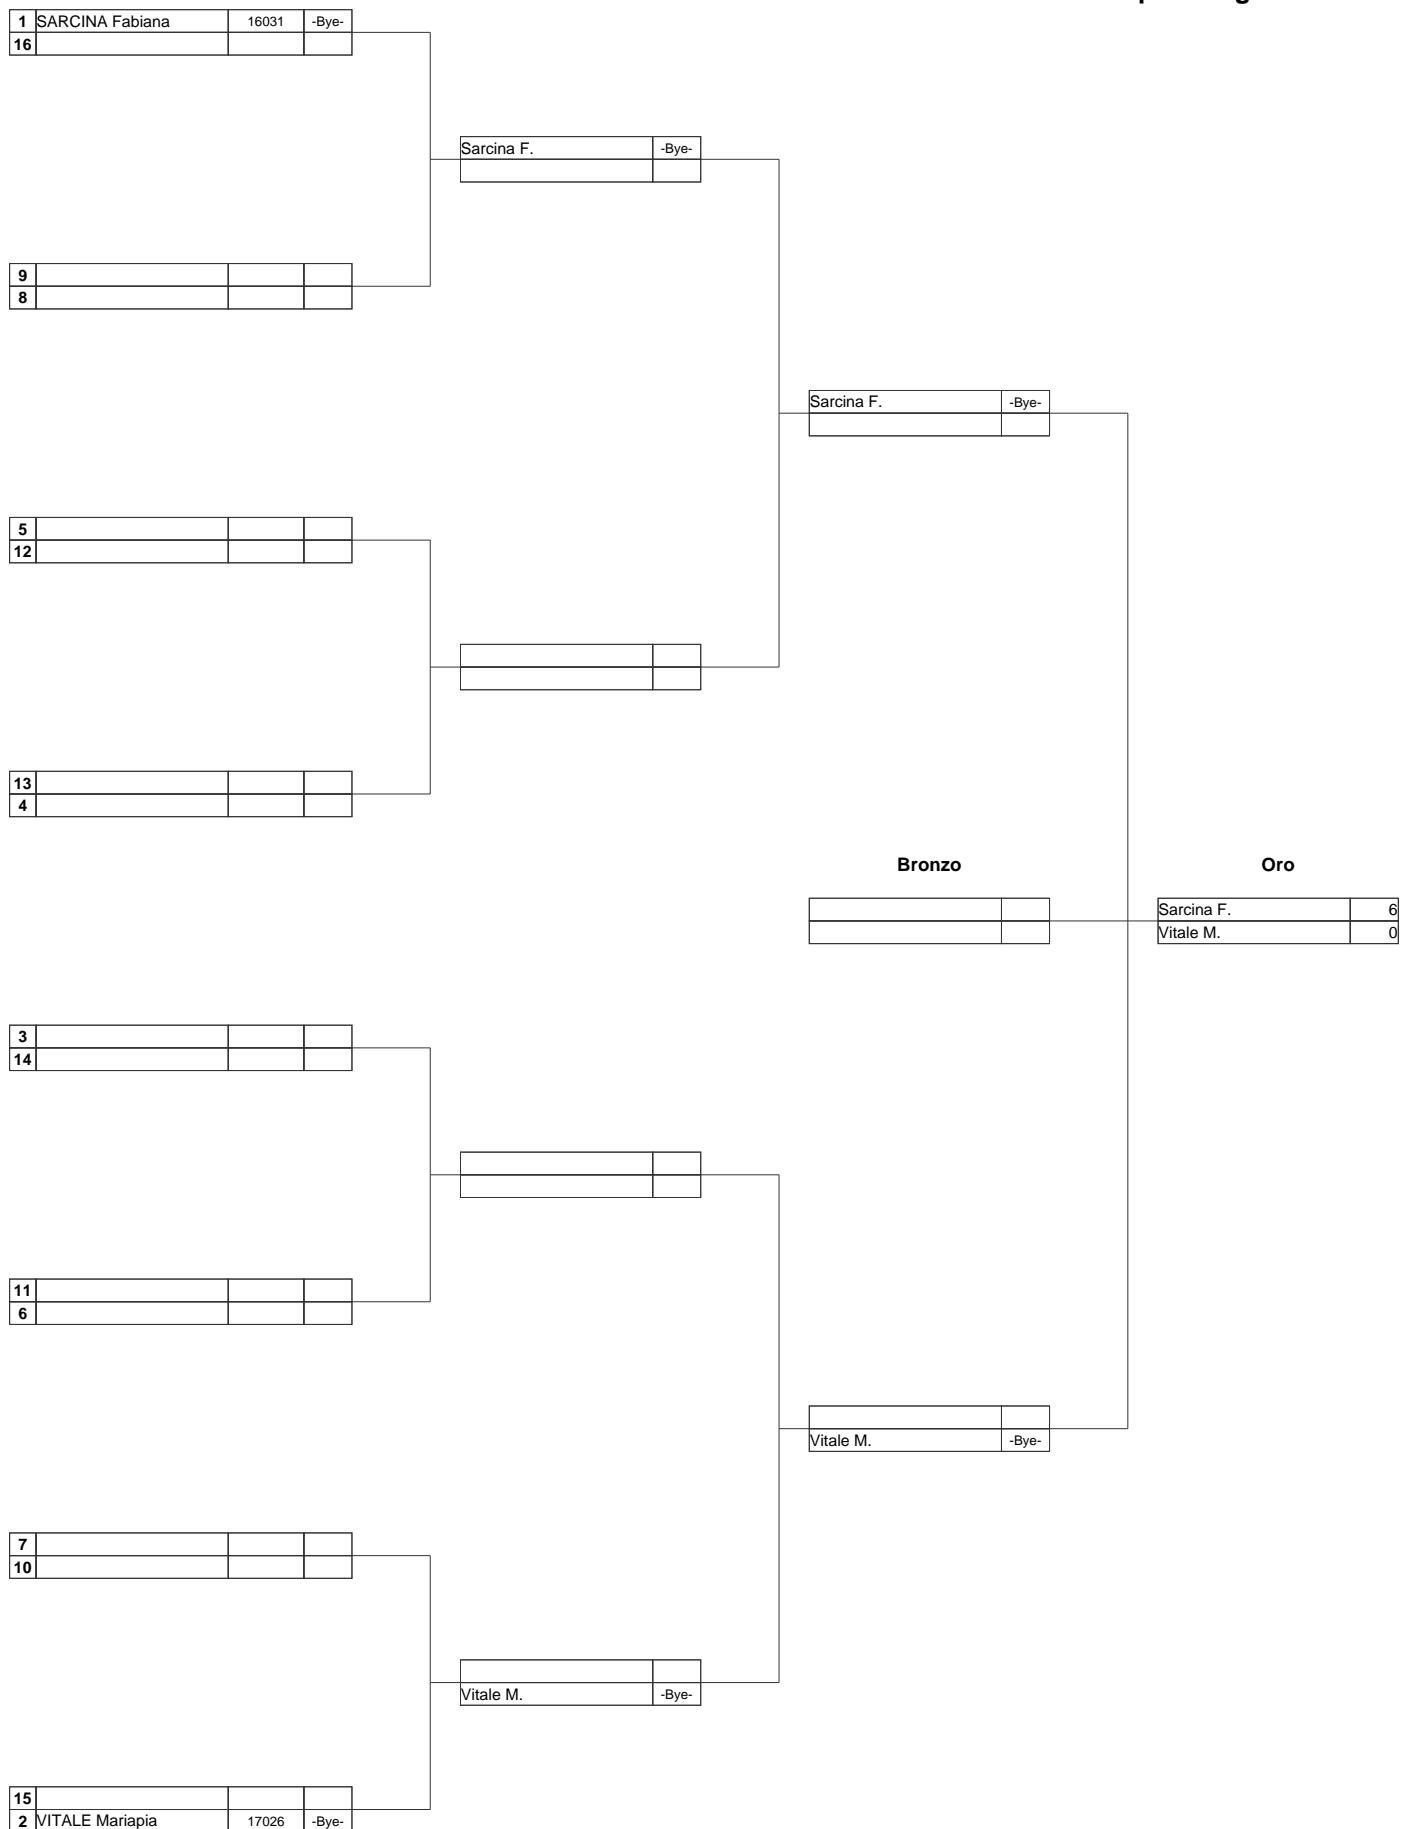 1 SARCINA Fabiana 16031 -Bye-
16
Sarcina F. -Bye-
9
8
Sarcina F. -Bye-
5
12
13
4
Bronzo Oro
Sarcina F. 6
Vitale M. 0
3
14
11
6
Vitale M. -Bye-
7
10
Vitale M. -Bye-
15
2 VITALE Mariapia 17026 -Bye-